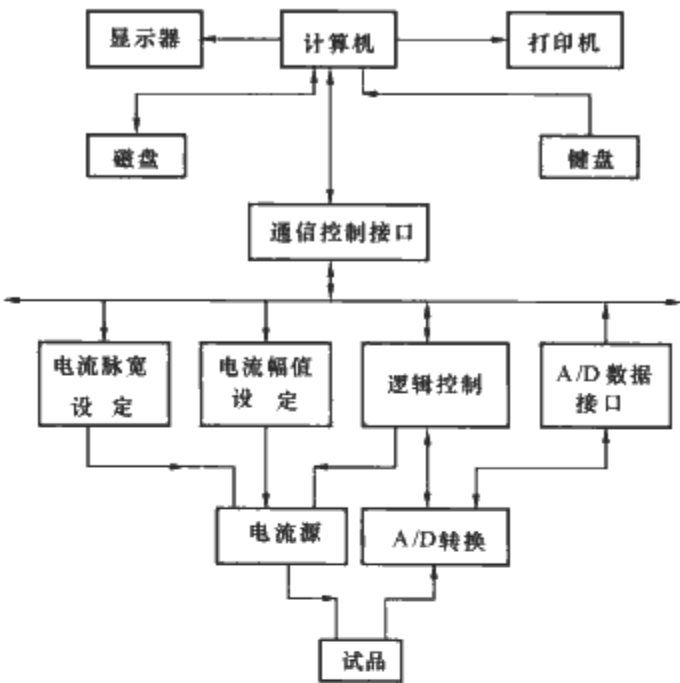 显示器
计算机
打印机
磁盘
键盘
通信控制接口
电流脉宽
设定
电流幅值
设定
逻辑控制
A/D数据
接口
电流源
A/D转换
试品